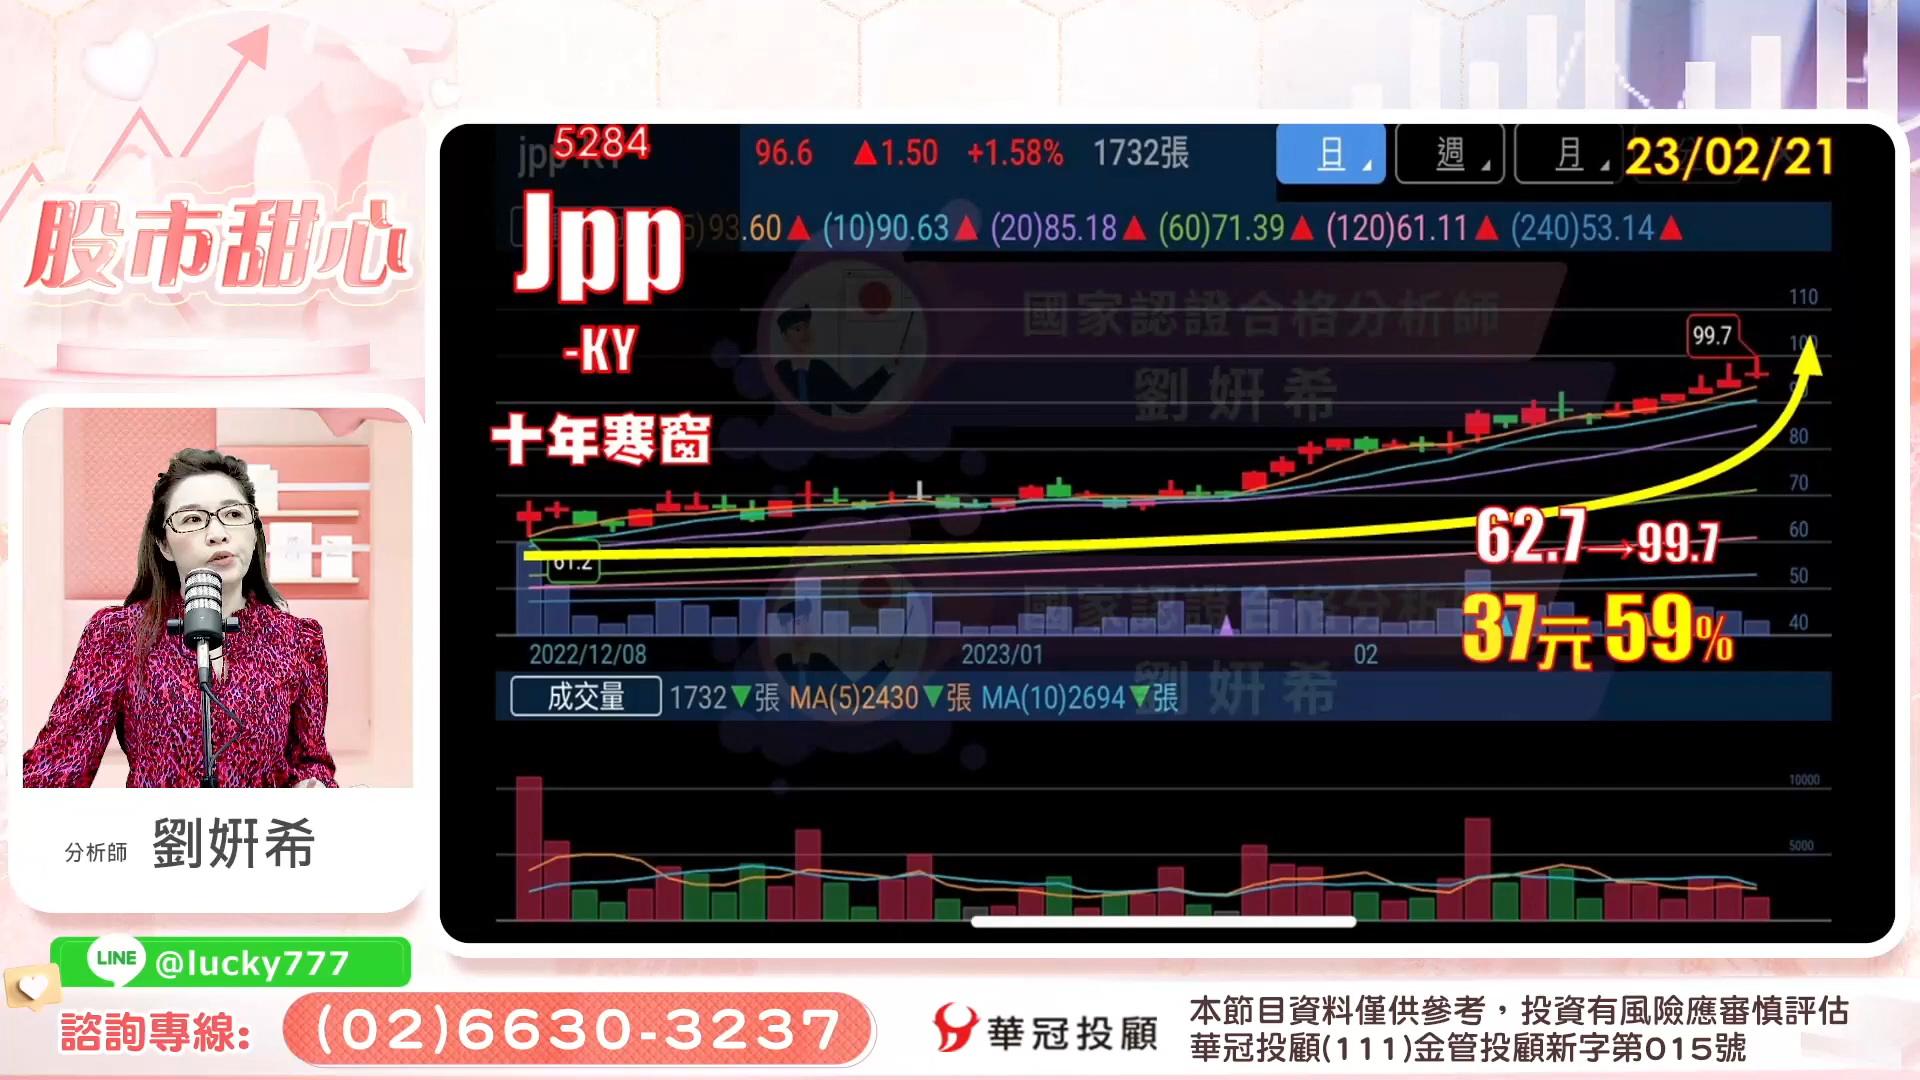 股市甜心
分析師 劉妍希
LINE @lucky777
諮詢專線: (02)6630-3237
華冠投顧
本節目資料僅供參考，投資有風險應審慎評估
華冠投顧(111)金管投顧新字第015號
5284
96.6 ▲1.50 +1.58% 1732張
日 週 月
23/02/21
Jpp
-KY
十年寒窗
93.60▲ (10)90.63▲ (20)85.18▲ (60)71.39▲ (120)61.11▲ (240)53.14▲
國家認證合格分析師
劉妍希
110
99.7
100
80
70
60
50
40
61.2
62.7→99.7
37元 59%
2022/12/08 2023/01 02
成交量 1732▼張 MA(5)2430▼張 MA(10)2694▼張
10000
5000